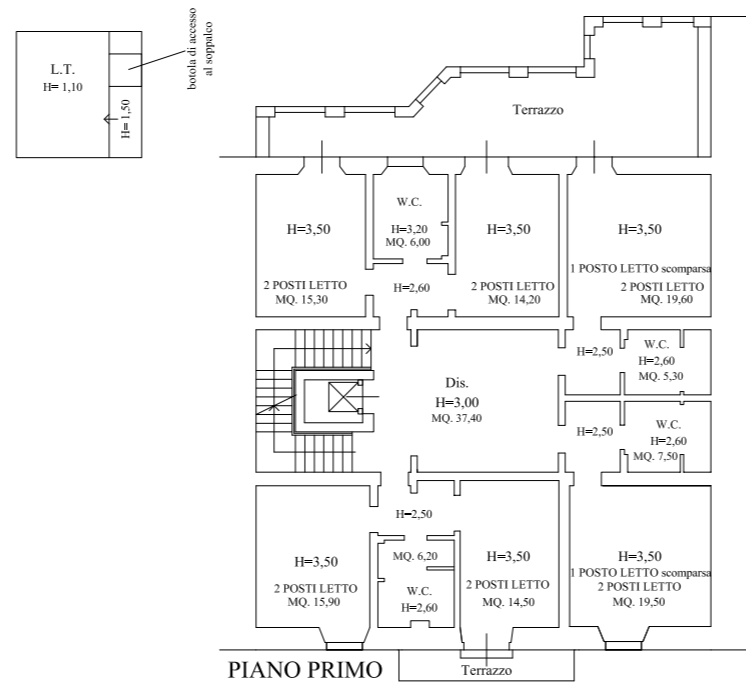 botola di accesso
al soppalco
L.T.
H= 1,10
H= 1,50
Terrazzo
W.C.
H=3,20
MQ. 6,00
H=3,50
2 POSTI LETTO
MQ. 15,30
H=2,60
H=3,50
2 POSTI LETTO
MQ. 14,20
H=3,50
1 POSTO LETTO scomparsa
2 POSTI LETTO
MQ. 19,60
Dis.
H=3,00
MQ. 37,40
H=2,50
W.C.
H=2,60
MQ. 5,30
H=2,50
W.C.
H=2,60
MQ. 7,50
H=2,50
H=3,50
2 POSTI LETTO
MQ. 15,90
MQ. 6,20
W.C.
H=2,60
H=3,50
2 POSTI LETTO
MQ. 14,50
H=3,50
1 POSTO LETTO scomparsa
2 POSTI LETTO
MQ. 19,50
PIANO PRIMO
Terrazzo